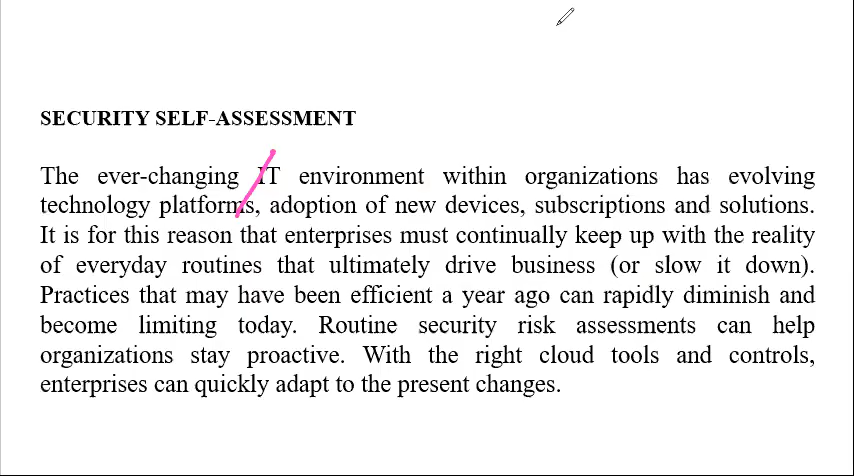 SECURITY SELF-ASSESSMENT
The ever-changing IT environment within organizations has evolving
technology platforms, adoption of new devices, subscriptions and solutions.
It is for this reason that enterprises must continually keep up with the reality
of everyday routines that ultimately drive business (or slow it down).
Practices that may have been efficient a year ago can rapidly diminish and
become limiting today. Routine security risk assessments can help
organizations stay proactive. With the right cloud tools and controls,
enterprises can quickly adapt to the present changes.